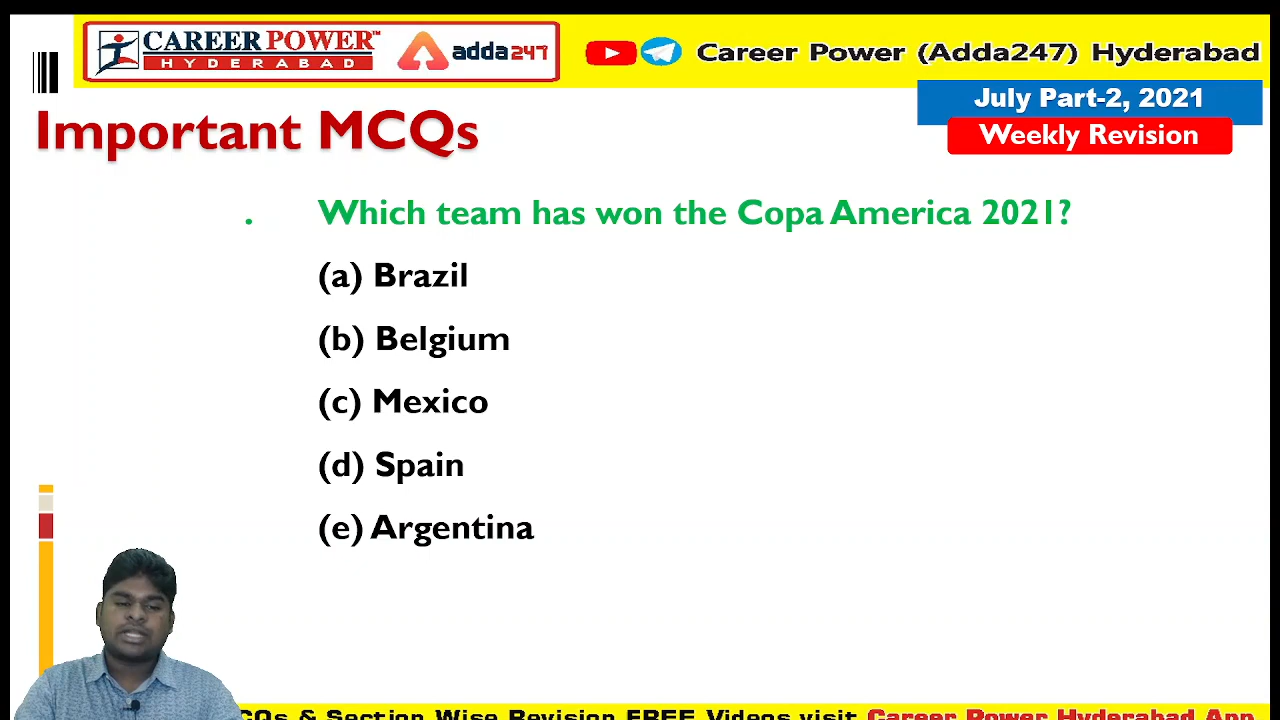 CAREER POWER™
HYDERABAD
adda247
Career Power (Adda247) Hyderabad
July Part-2, 2021
Weekly Revision
Important MCQs
. Which team has won the Copa America 2021?
(a) Brazil
(b) Belgium
(c) Mexico
(d) Spain
(e) Argentina
& Section Wise Revision FREE Videos visit Career Power Hyderabad App